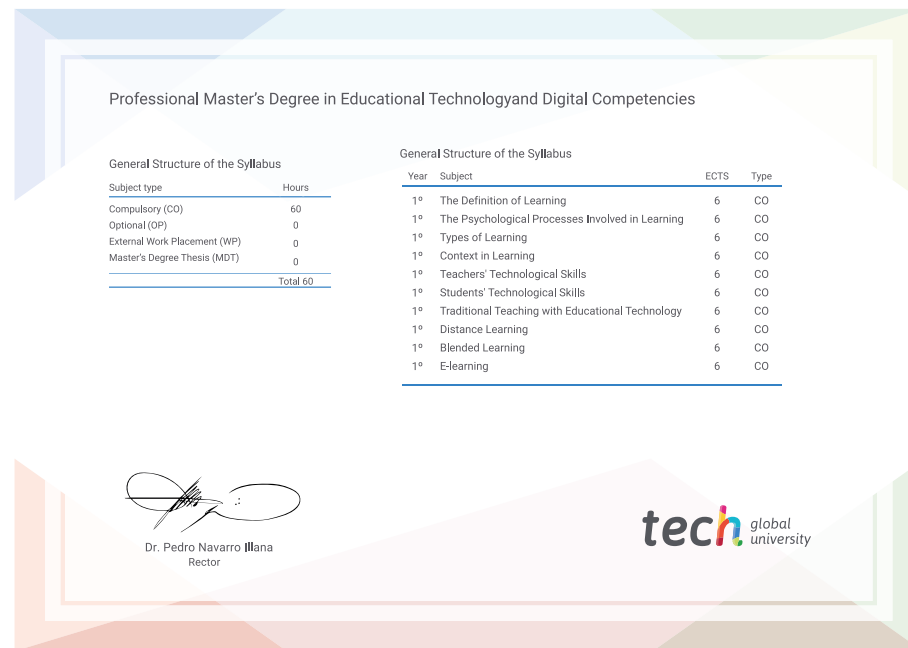 Professional Master's Degree in Educational Technologyand Digital Competencies
General Structure of the Syllabus
Subject type Hours
Compulsory (CO) 60
Optional (OP) 0
External Work Placement (WP) 0
Master's Degree Thesis (MDT) 0
Total 60
General Structure of the Syllabus
Year Subject ECTS Type
1º The Definition of Learning 6 CO
1º The Psychological Processes Involved in Learning 6 CO
1º Types of Learning 6 CO
1º Context in Learning 6 CO
1º Teachers' Technological Skills 6 CO
1º Students' Technological Skills 6 CO
1º Traditional Teaching with Educational Technology 6 CO
1º Distance Learning 6 CO
1º Blended Learning 6 CO
1º E-learning 6 CO
Dr. Pedro Navarro Illana
Rector
tech global
university